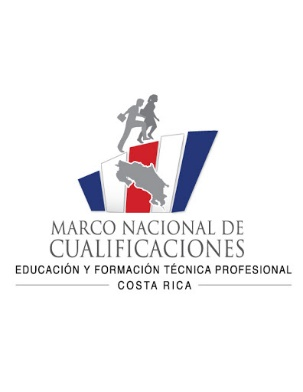 MARCO NACIONAL DE
CUALIFICACIONES
EDUCACIÓN Y FORMACIÓN TÉCNICA PROFESIONAL
COSTA RICA